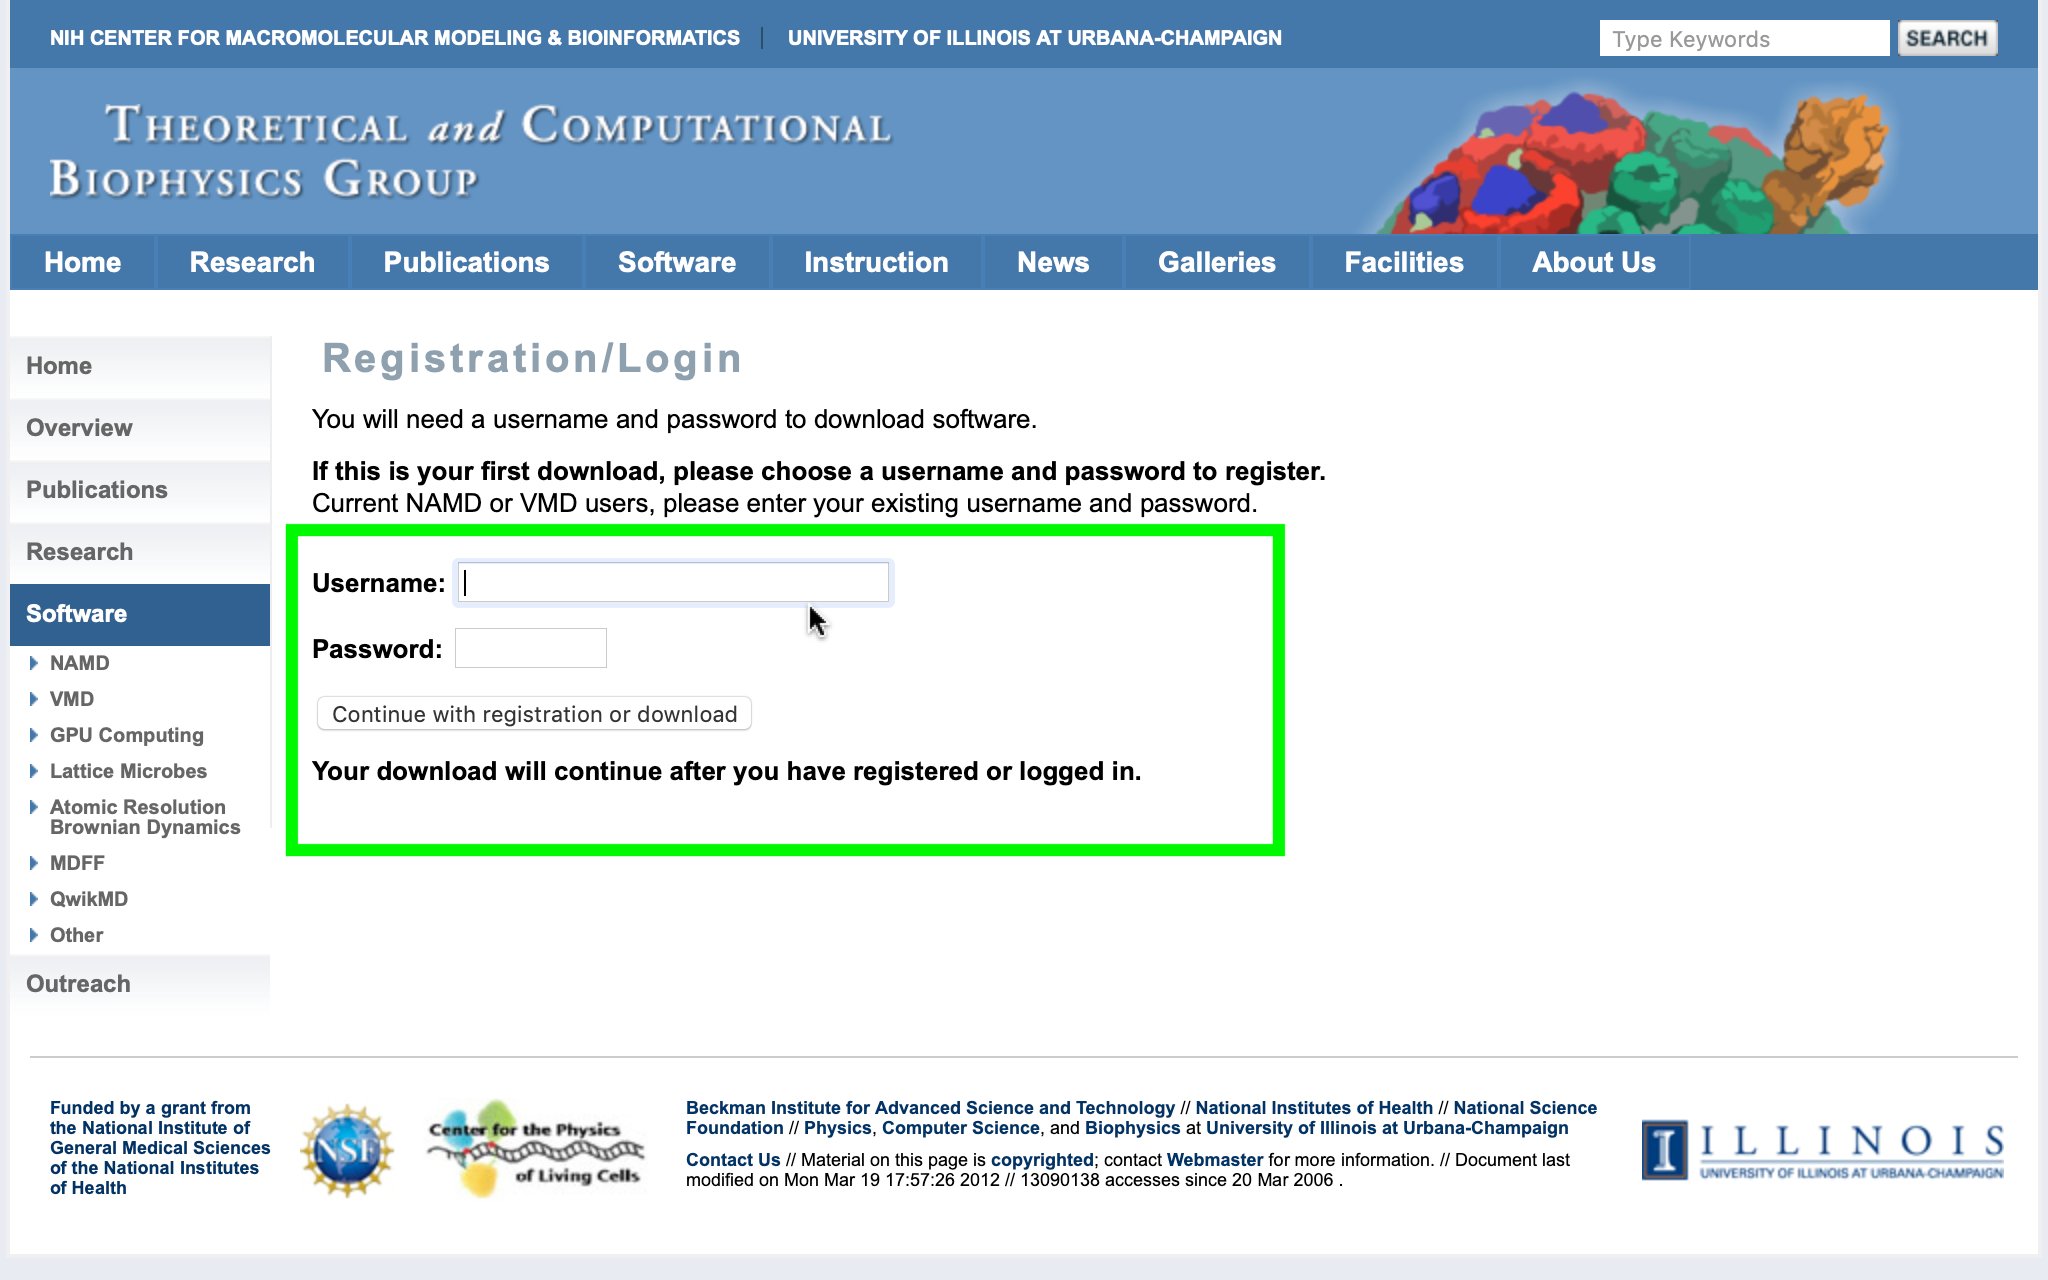 NIH CENTER FOR MACROMOLECULAR MODELING & BIOINFORMATICS | UNIVERSITY OF ILLINOIS AT URBANA-CHAMPAIGN
Type Keywords
SEARCH
THEORETICAL and COMPUTATIONAL
BIOPHYSICS GROUP
Home
Research
Publications
Software
Instruction
News
Galleries
Facilities
About Us
Home
Overview
Publications
Research
Software
NAMD
VMD
GPU Computing
Lattice Microbes
Atomic Resolution
Brownian Dynamics
MDFF
QwikMD
Other
Outreach
Registration/Login
You will need a username and password to download software.
If this is your first download, please choose a username and password to register.
Current NAMD or VMD users, please enter your existing username and password.
Username:
Password:
Continue with registration or download
Your download will continue after you have registered or logged in.
Funded by a grant from
the National Institute of
General Medical Sciences
of the National Institutes
of Health
NSF
Center for the Physics
of Living Cells
Beckman Institute for Advanced Science and Technology // National Institutes of Health // National Science
Foundation // Physics, Computer Science, and Biophysics at University of Illinois at Urbana-Champaign
Contact Us // Material on this page is copyrighted; contact Webmaster for more information. // Document last
modified on Mon Mar 19 17:57:26 2012 // 13090138 accesses since 20 Mar 2006 .
I ILLINOIS
UNIVERSITY OF ILLINOIS AT URBANA-CHAMPAIGN